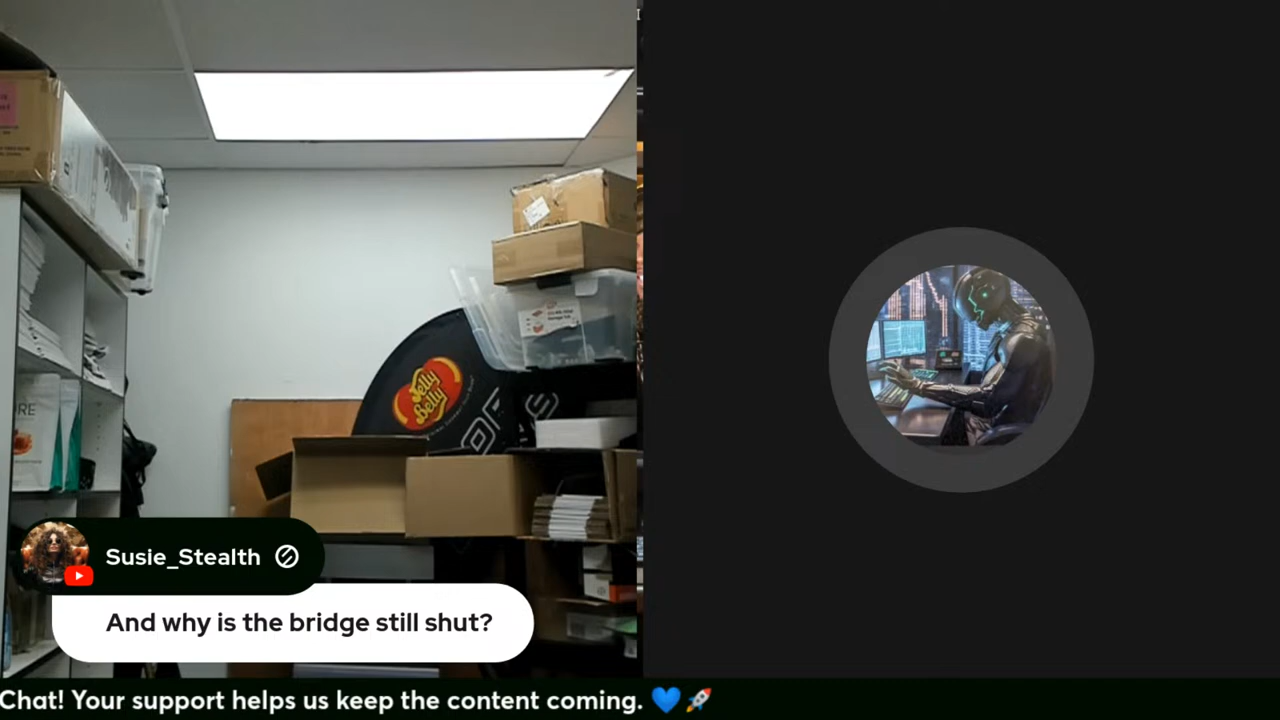 Jelly
Belly
RE
Susie_Stealth
And why is the bridge still shut?
Chat! Your support helps us keep the content coming. 💙🚀